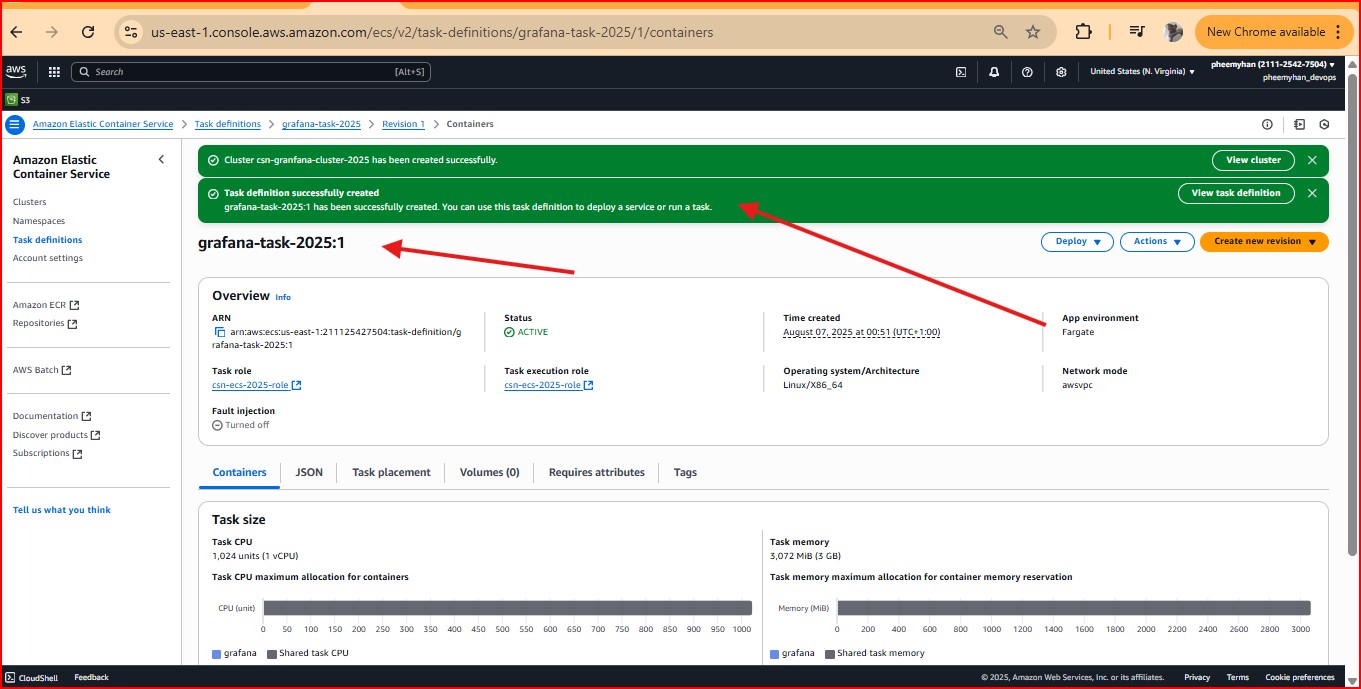 us-east-1.console.aws.amazon.com/ecs/v2/task-definitions/grafana-task-2025/1/containers
New Chrome available
aws
Search
[Alt+S]
United States (N. Virginia)
pheemyhan (2111-2542-7504)
pheemyhan_devops
S3
Amazon Elastic Container Service
Task definitions
grafana-task-2025
Revision 1
Containers
Amazon Elastic
Container Service
Clusters
Namespaces
Task definitions
Account settings
Amazon ECR
Repositories
AWS Batch
Documentation
Discover products
Subscriptions
Tell us what you think
Cluster csn-granfana-cluster-2025 has been created successfully.
View cluster
Task definition successfully created
grafana-task-2025:1 has been successfully created. You can use this task definition to deploy a service or run a task.
View task definition
grafana-task-2025:1
Deploy
Actions
Create new revision
Overview Info
ARN
arn:aws:ecs:us-east-1:211125427504:task-definition/g
rafana-task-2025:1
Status
ACTIVE
Time created
August 07, 2025 at 00:51 (UTC+1:00)
App environment
Fargate
Task role
csn-ecs-2025-role
Task execution role
csn-ecs-2025-role
Operating system/Architecture
Linux/X86_64
Network mode
awsvpc
Fault injection
Turned off
Containers
JSON
Task placement
Volumes (0)
Requires attributes
Tags
Task size
Task CPU
1,024 units (1 vCPU)
Task CPU maximum allocation for containers
CPU (unit)
0 50 100 150 200 250 300 350 400 450 500 550 600 650 700 750 800 850 900 950 1000
grafana Shared task CPU
Task memory
3,072 MiB (3 GB)
Task memory maximum allocation for container memory reservation
Memory (MiB)
0 200 400 600 800 1000 1200 1400 1600 1800 2000 2200 2400 2600 2800 3000
grafana Shared task memory
CloudShell
Feedback
© 2025, Amazon Web Services, Inc. or its affiliates.
Privacy
Terms
Cookie preferences